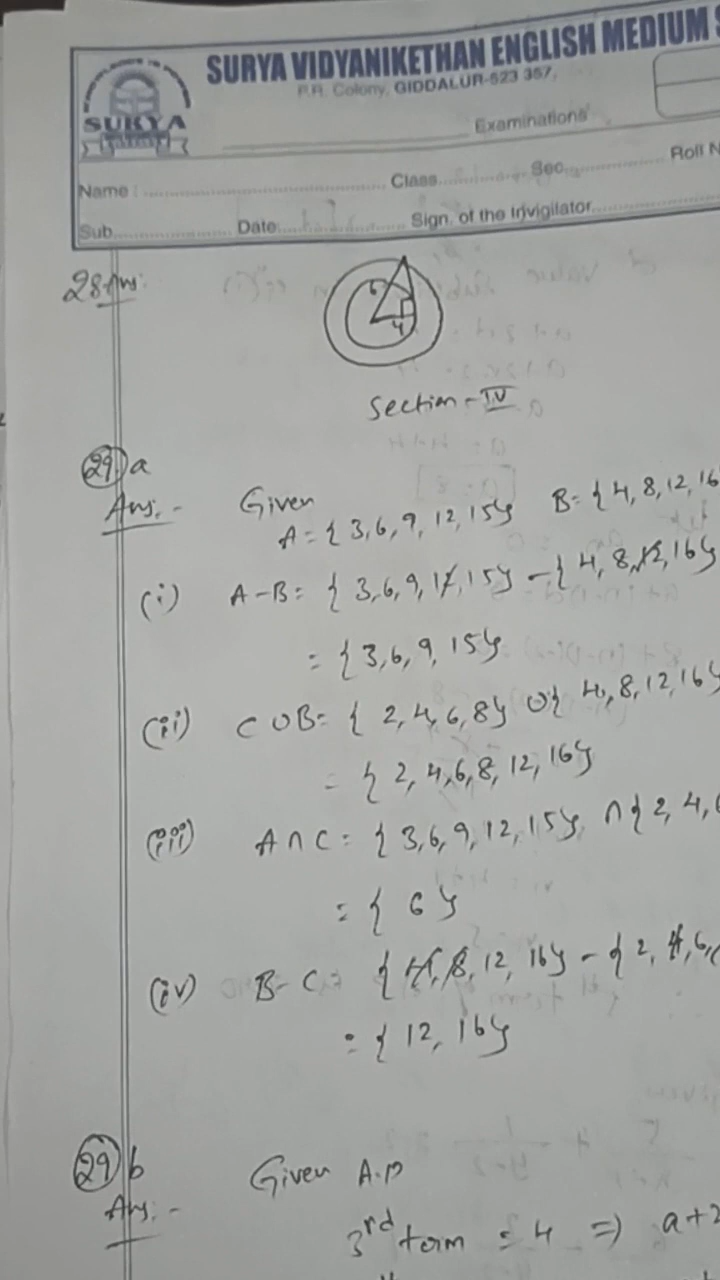 SURYA VIDYANIKETHAN ENGLISH MEDIUM S
P.R. Colony, GIDDALUR-523 357,
SURYA
Examinations
Name : Class Sec. Roll N
Sub. Date Sign. of the Invigilator
28 Ans:
6
4
Section - IV
29 a
Ans. - Given
A = { 3, 6, 9, 12, 15} B = { 4, 8, 12, 16
(i) A - B = { 3, 6, 9, 12, 15} - { 4, 8, 12, 16}
= { 3, 6, 9, 15}
(ii) C ∪ B = { 2, 4, 6, 8} ∪ { 4, 8, 12, 16}
= { 2, 4, 6, 8, 12, 16}
(iii) A ∩ C = { 3, 6, 9, 12, 15} ∩ { 2, 4, 6
= { 6 }
(iv) B - C = { 4, 8, 12, 16} - { 2, 4, 6,
= { 12, 16}
29 b Given A.P
Ans: -
3rd term = 4 ⇒ a + 2